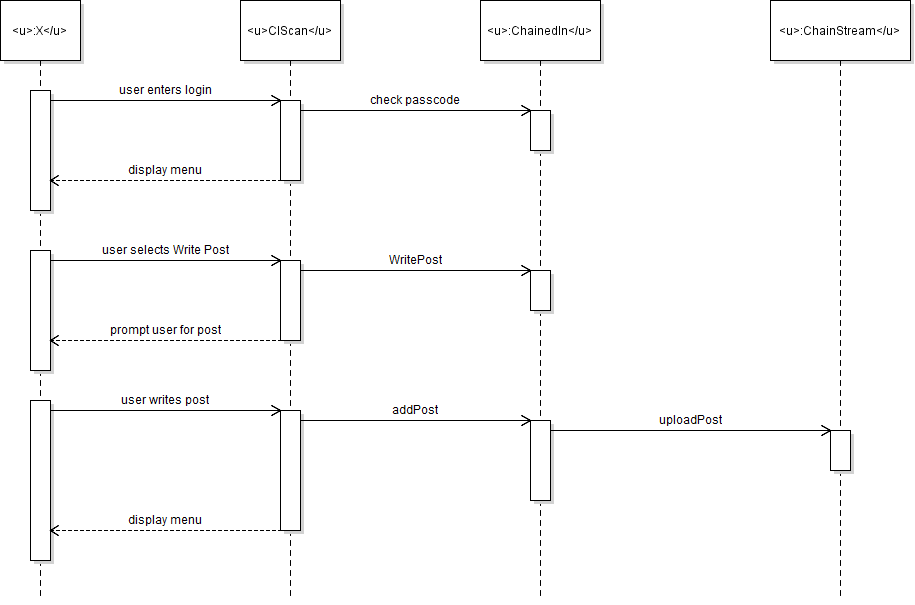 <u>:X</u>
<u>CIScan</u>
<u>:ChainedIn</u>
<u>:ChainStream</u>
user enters login
check passcode
display menu
user selects Write Post
WritePost
prompt user for post
user writes post
addPost
uploadPost
display menu